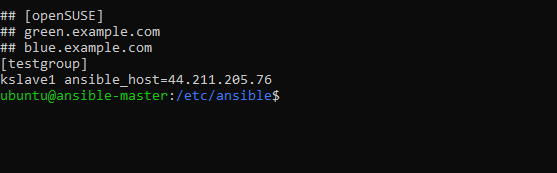 ## [openSUSE]
## green.example.com
## blue.example.com
[testgroup]
kslave1 ansible_host=44.211.205.76
ubuntu@ansible-master:/etc/ansible$